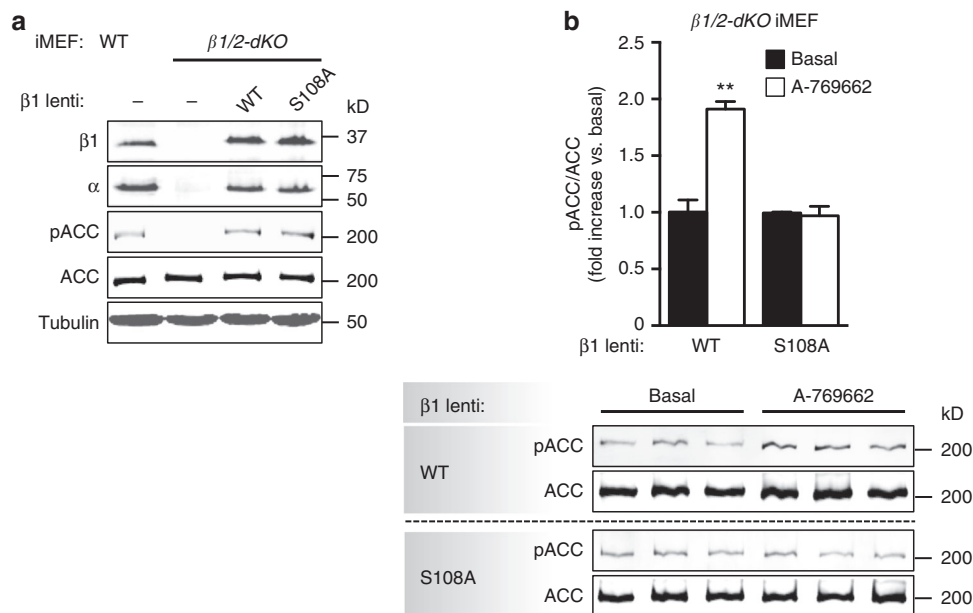 a
iMEF: WT β1/2-dKO
β1 lenti: – – WT S108A kD
β1 37
α 75
50
pACC 200
ACC 200
Tubulin 50
b
β1/2-dKO iMEF
Basal
A-769662
**
pACC/ACC
(fold increase vs. basal)
2.5
2.0
1.5
1.0
0.5
0
β1 lenti: WT S108A
β1 lenti: Basal A-769662 kD
WT
pACC 200
ACC 200
S108A
pACC 200
ACC 200